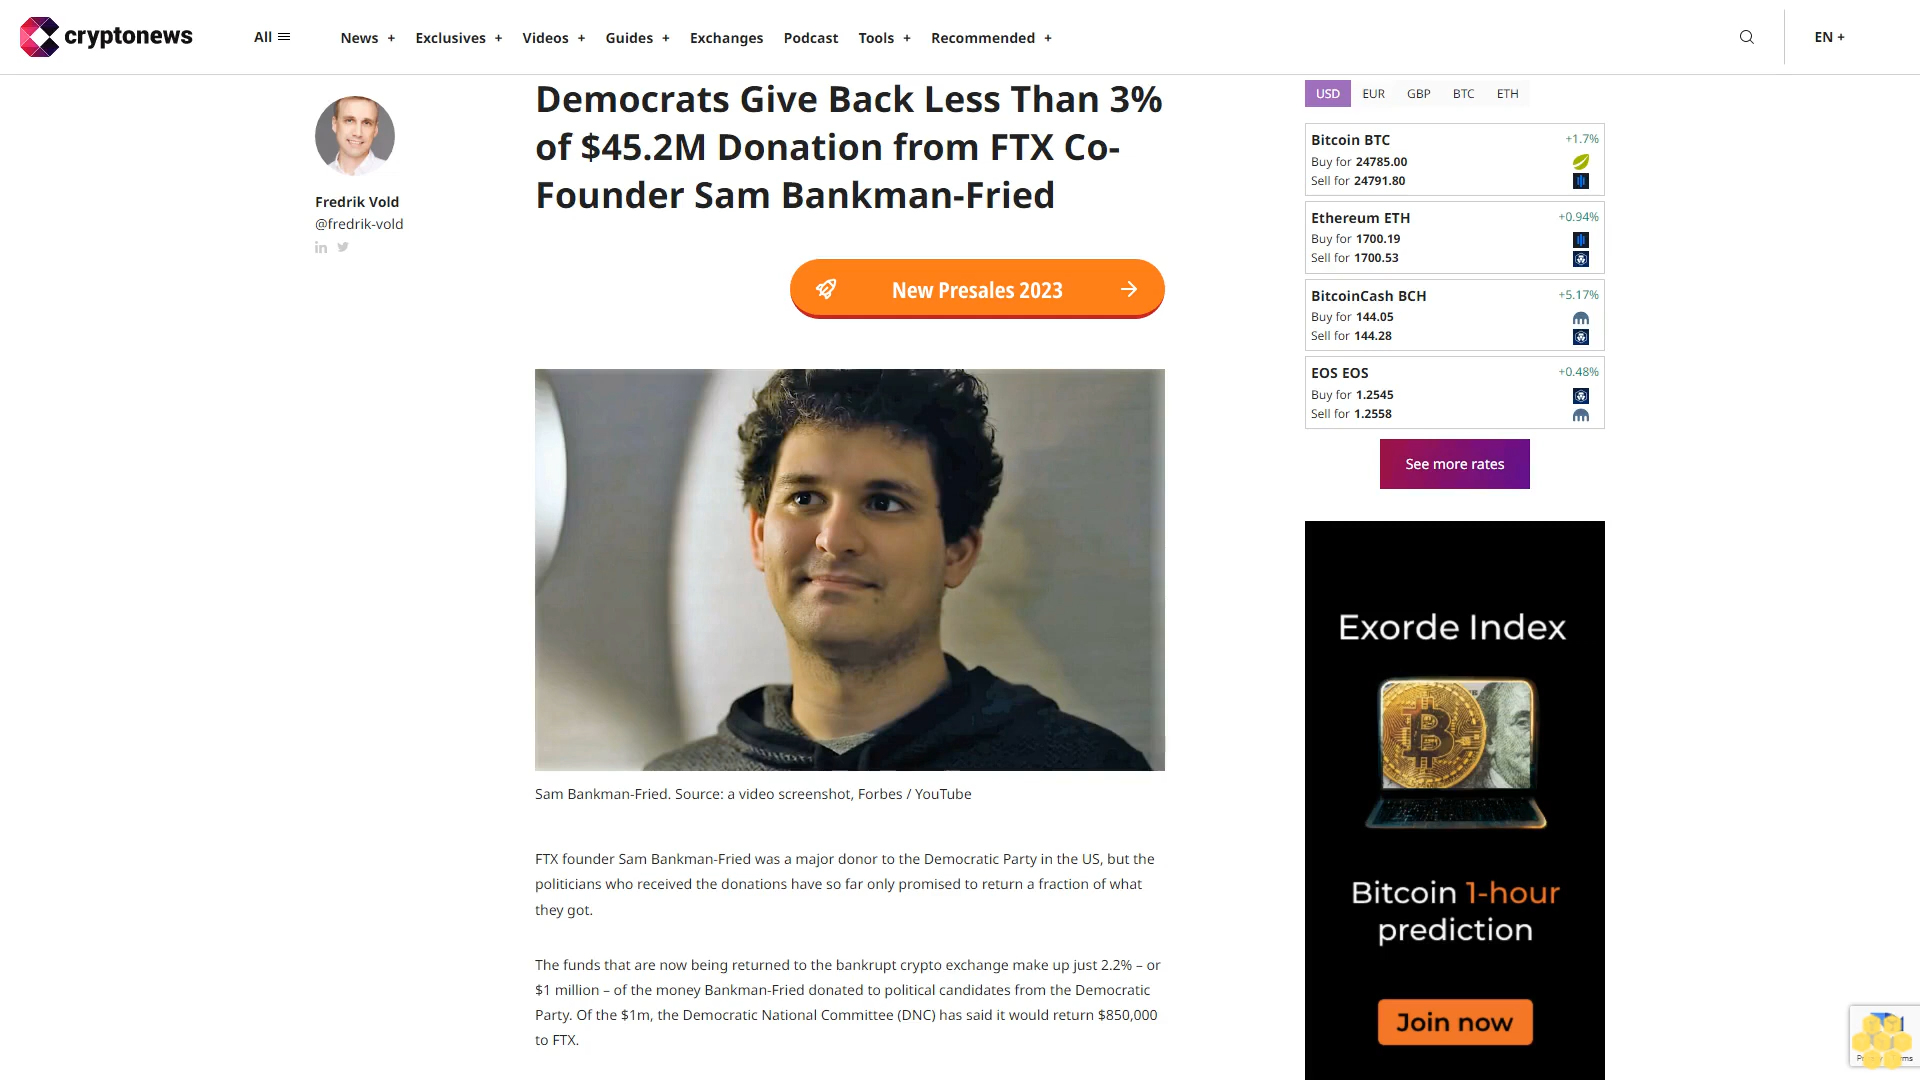 cryptonews
All
News +
Exclusives +
Videos +
Guides +
Exchanges
Podcast
Tools +
Recommended +
EN +
Fredrik Vold
@fredrik-vold
Democrats Give Back Less Than 3%
of $45.2M Donation from FTX Co-
Founder Sam Bankman-Fried
New Presales 2023
Sam Bankman-Fried. Source: a video screenshot, Forbes / YouTube
FTX founder Sam Bankman-Fried was a major donor to the Democratic Party in the US, but the
politicians who received the donations have so far only promised to return a fraction of what
they got.
The funds that are now being returned to the bankrupt crypto exchange make up just 2.2% – or
$1 million – of the money Bankman-Fried donated to political candidates from the Democratic
Party. Of the $1m, the Democratic National Committee (DNC) has said it would return $850,000
to FTX.
USD EUR GBP BTC ETH
Bitcoin BTC +1.7%
Buy for 24785.00
Sell for 24791.80
Ethereum ETH +0.94%
Buy for 1700.19
Sell for 1700.53
BitcoinCash BCH +5.17%
Buy for 144.05
Sell for 144.28
EOS EOS +0.48%
Buy for 1.2545
Sell for 1.2558
See more rates
Exorde Index
Bitcoin 1-hour
prediction
Join now